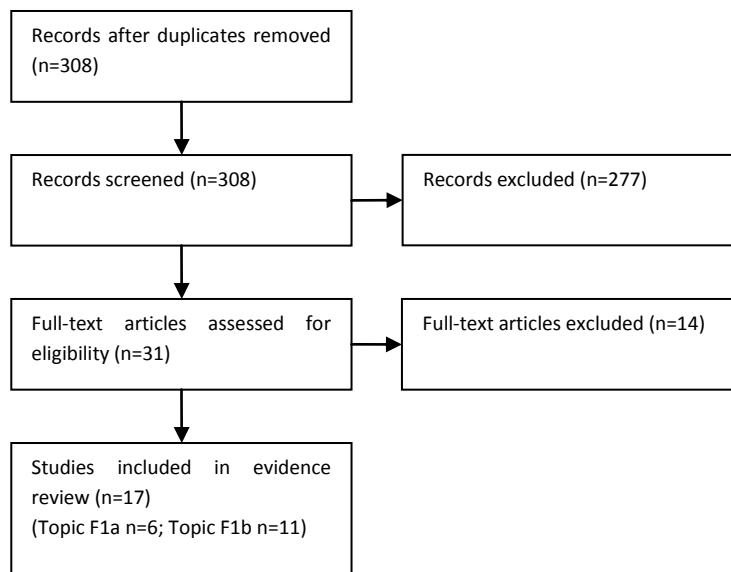 Records after duplicates removed
(n=308)
Records screened (n=308)
Records excluded (n=277)
Full-text articles assessed for
eligibility (n=31)
Full-text articles excluded (n=14)
Studies included in evidence
review (n=17)
(Topic F1a n=6; Topic F1b n=11)